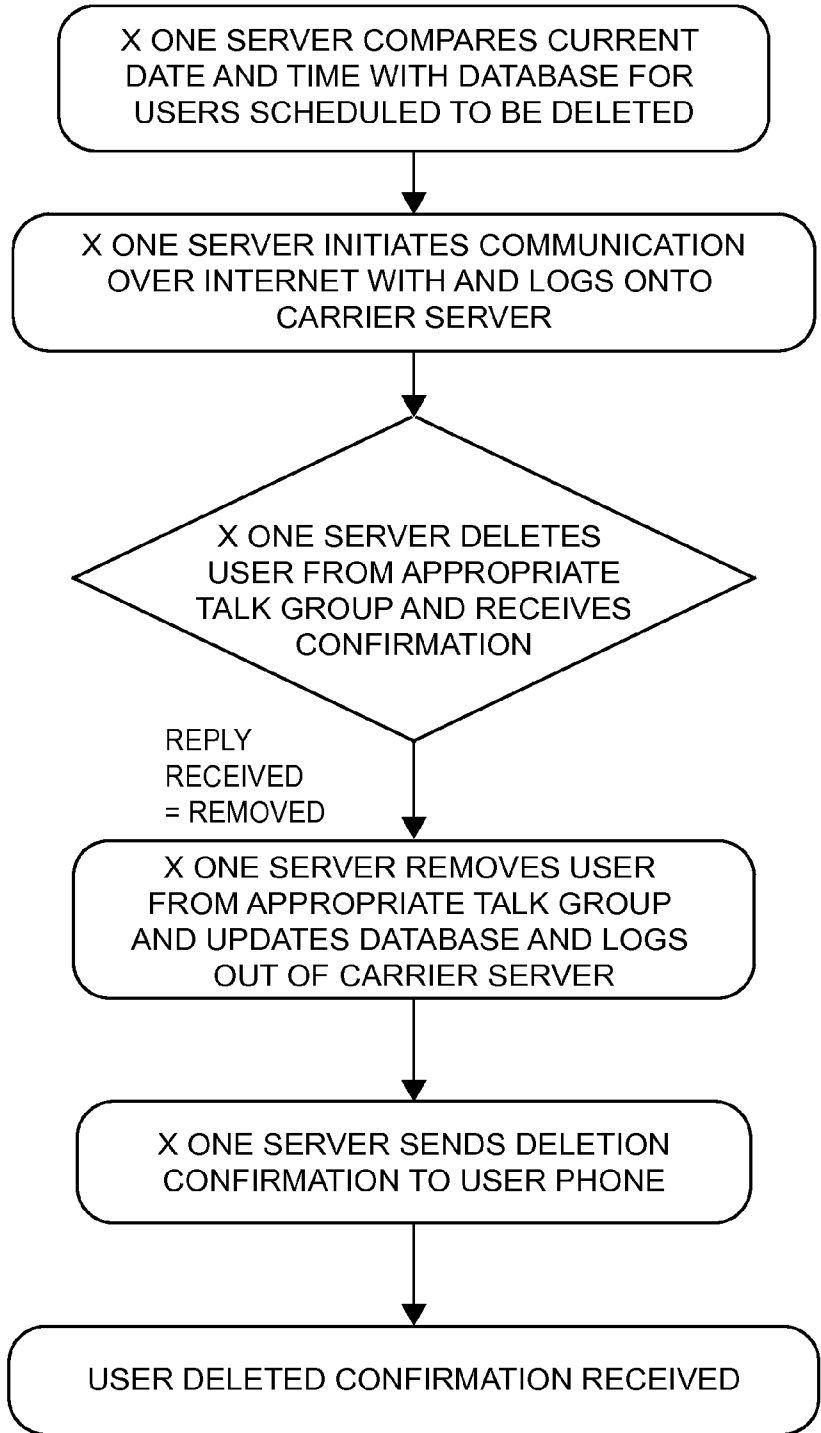 X ONE SERVER COMPARES CURRENT
DATE AND TIME WITH DATABASE FOR
USERS SCHEDULED TO BE DELETED
X ONE SERVER INITIATES COMMUNICATION
OVER INTERNET WITH AND LOGS ONTO
CARRIER SERVER
X ONE SERVER DELETES
USER FROM APPROPRIATE
TALK GROUP AND RECEIVES
CONFIRMATION
REPLY
RECEIVED
= REMOVED
X ONE SERVER REMOVES USER
FROM APPROPRIATE TALK GROUP
AND UPDATES DATABASE AND LOGS
OUT OF CARRIER SERVER
X ONE SERVER SENDS DELETION
CONFIRMATION TO USER PHONE
USER DELETED CONFIRMATION RECEIVED